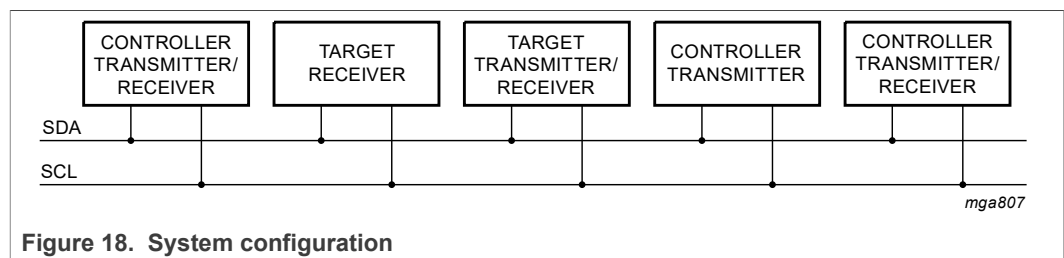 CONTROLLER
TRANSMITTER/
RECEIVER
TARGET
RECEIVER
TARGET
TRANSMITTER/
RECEIVER
CONTROLLER
TRANSMITTER
CONTROLLER
TRANSMITTER/
RECEIVER
SDA
SCL
mga807
Figure 18. System configuration